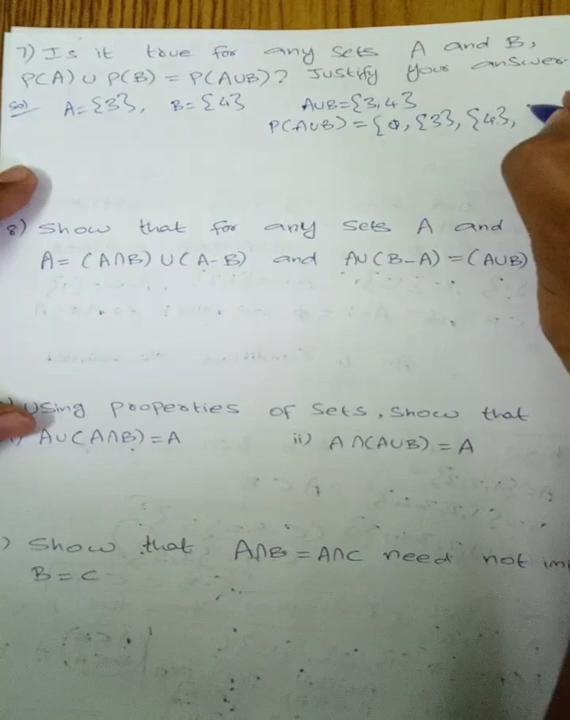 7) Is it true for any sets A and B,
P(A) ∪ P(B) = P(A∪B)? Justify your answer
Sol A={3}, B={4} A∪B={3,4}
P(A∪B)={φ,{3},{4},
8) Show that for any sets A and
A=(A∩B)∪(A-B) and A∪(B-A)=(A∪B)
Using properties of sets, show that
i) A∪(A∩B)=A ii) A∩(A∪B)=A
) Show that A∩B=A∩C need not im
B=C